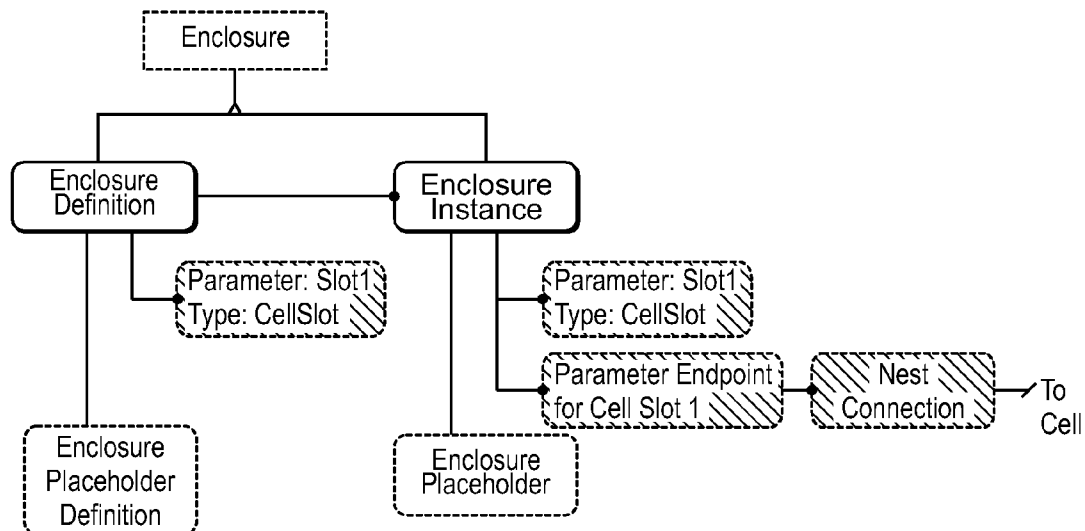 Enclosure
Enclosure
Definition
Enclosure
Instance
Parameter: Slot1
Type: CellSlot
Parameter: Slot1
Type: CellSlot
Parameter Endpoint
for Cell Slot 1
Nest
Connection
To
Cell
Enclosure
Placeholder
Definition
Enclosure
Placeholder